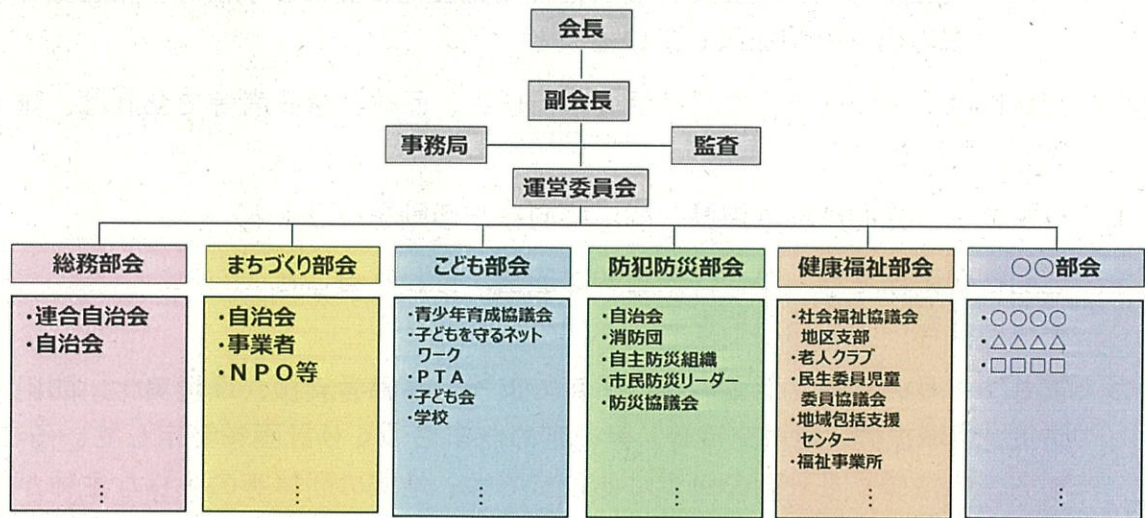 会長
副会長
事務局
監査
運営委員会
総務部会
・連合自治会
・自治会
⋮
まちづくり部会
・自治会
・事業者
・NPO等
⋮
こども部会
・青少年育成協議会
・子どもを守るネット
ワーク
・PTA
・子ども会
・学校
⋮
防犯防災部会
・自治会
・消防団
・自主防災組織
・市民防災リーダー
・防災協議会
⋮
健康福祉部会
・社会福祉協議会
地区支部
・老人クラブ
・民生委員児童
委員協議会
・地域包括支援
センター
・福祉事業所
⋮
○○部会
・○○○○
・△△△△
・□□□□
⋮